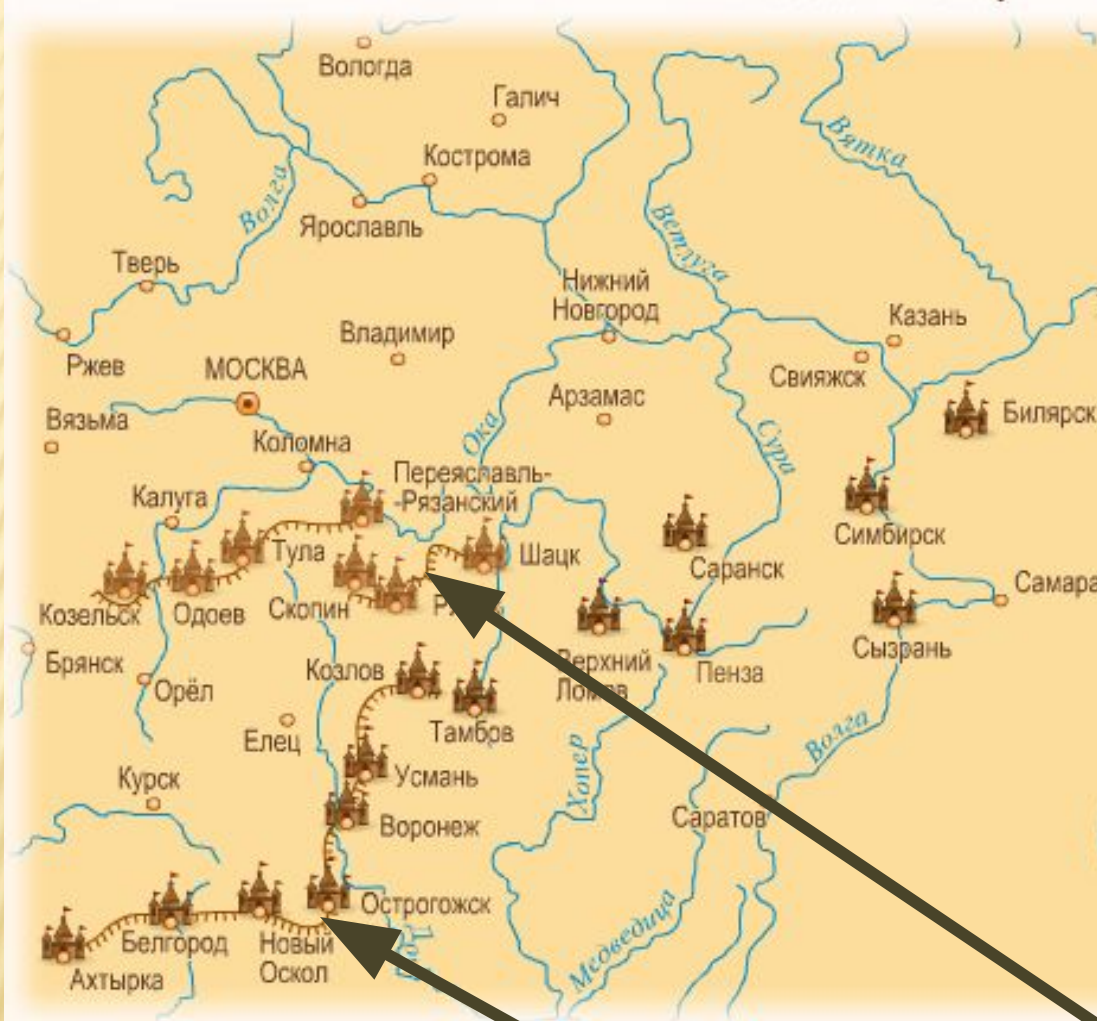 Вологда
Галич
Кострома
Вятка
Волга
Ярославль
Ветлуга
Тверь
Нижний
Новгород
Казань
Владимир
Ржев
МОСКВА
Свияжск
Арзамас
Билярск
Вязьма
Ока
Сура
Коломна
Переяславль-
-Рязанский
Калуга
Симбирск
Тула
Шацк
Саранск
Самара
Козельск
Одоев
Скопин
Сызрань
Верхний
Брянск
Козлов
Пенза
Орёл
Елец
Тамбов
Волга
Усмань
Хопер
Курск
Саратов
Воронеж
Острогожск
Медведица
Белгород
Новый
Оскол
Ахтырка